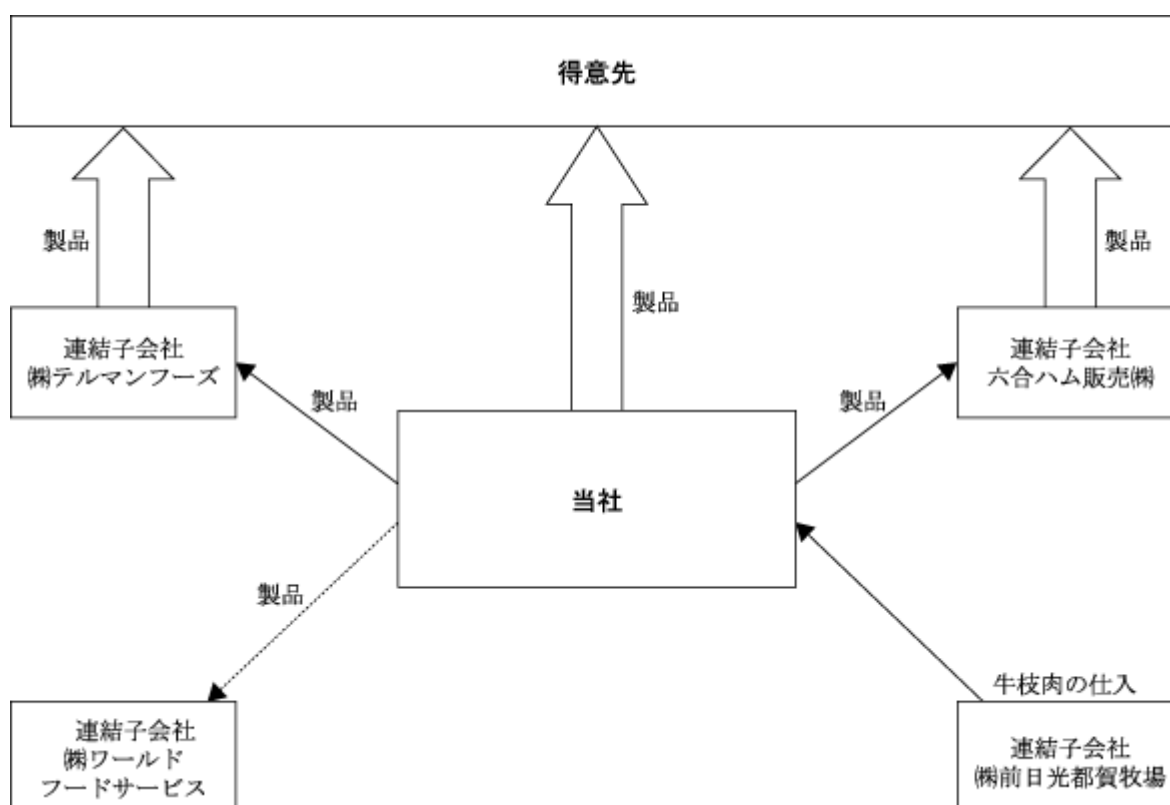 得意先
製品
製品
製品
連結子会社
㈱テルマンフーズ
連結子会社
六合ハム販売㈱
製品
製品
当社
製品
牛枝肉の仕入
連結子会社
㈱ワールド
フードサービス
連結子会社
㈱前日光都賀牧場